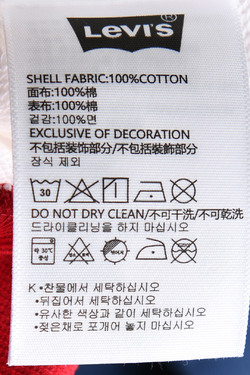 Levi's®
SHELL FABRIC:100%COTTON
面布:100%棉
表布:100%棉
겉감:100%면
EXCLUSIVE OF DECORATION
不包括装饰部分/不包括裝飾部分
장식 제외
30
DO NOT DRY CLEAN/不可干洗/不可乾洗
드라이클리닝을 하지 마십시오
약 30℃
중성
K •찬물에서 세탁하십시오
•뒤집어서 세탁하십시오
•유사한 색상과 같이 세탁하십시오
•젖은채로 포개어 놓지 마십시오